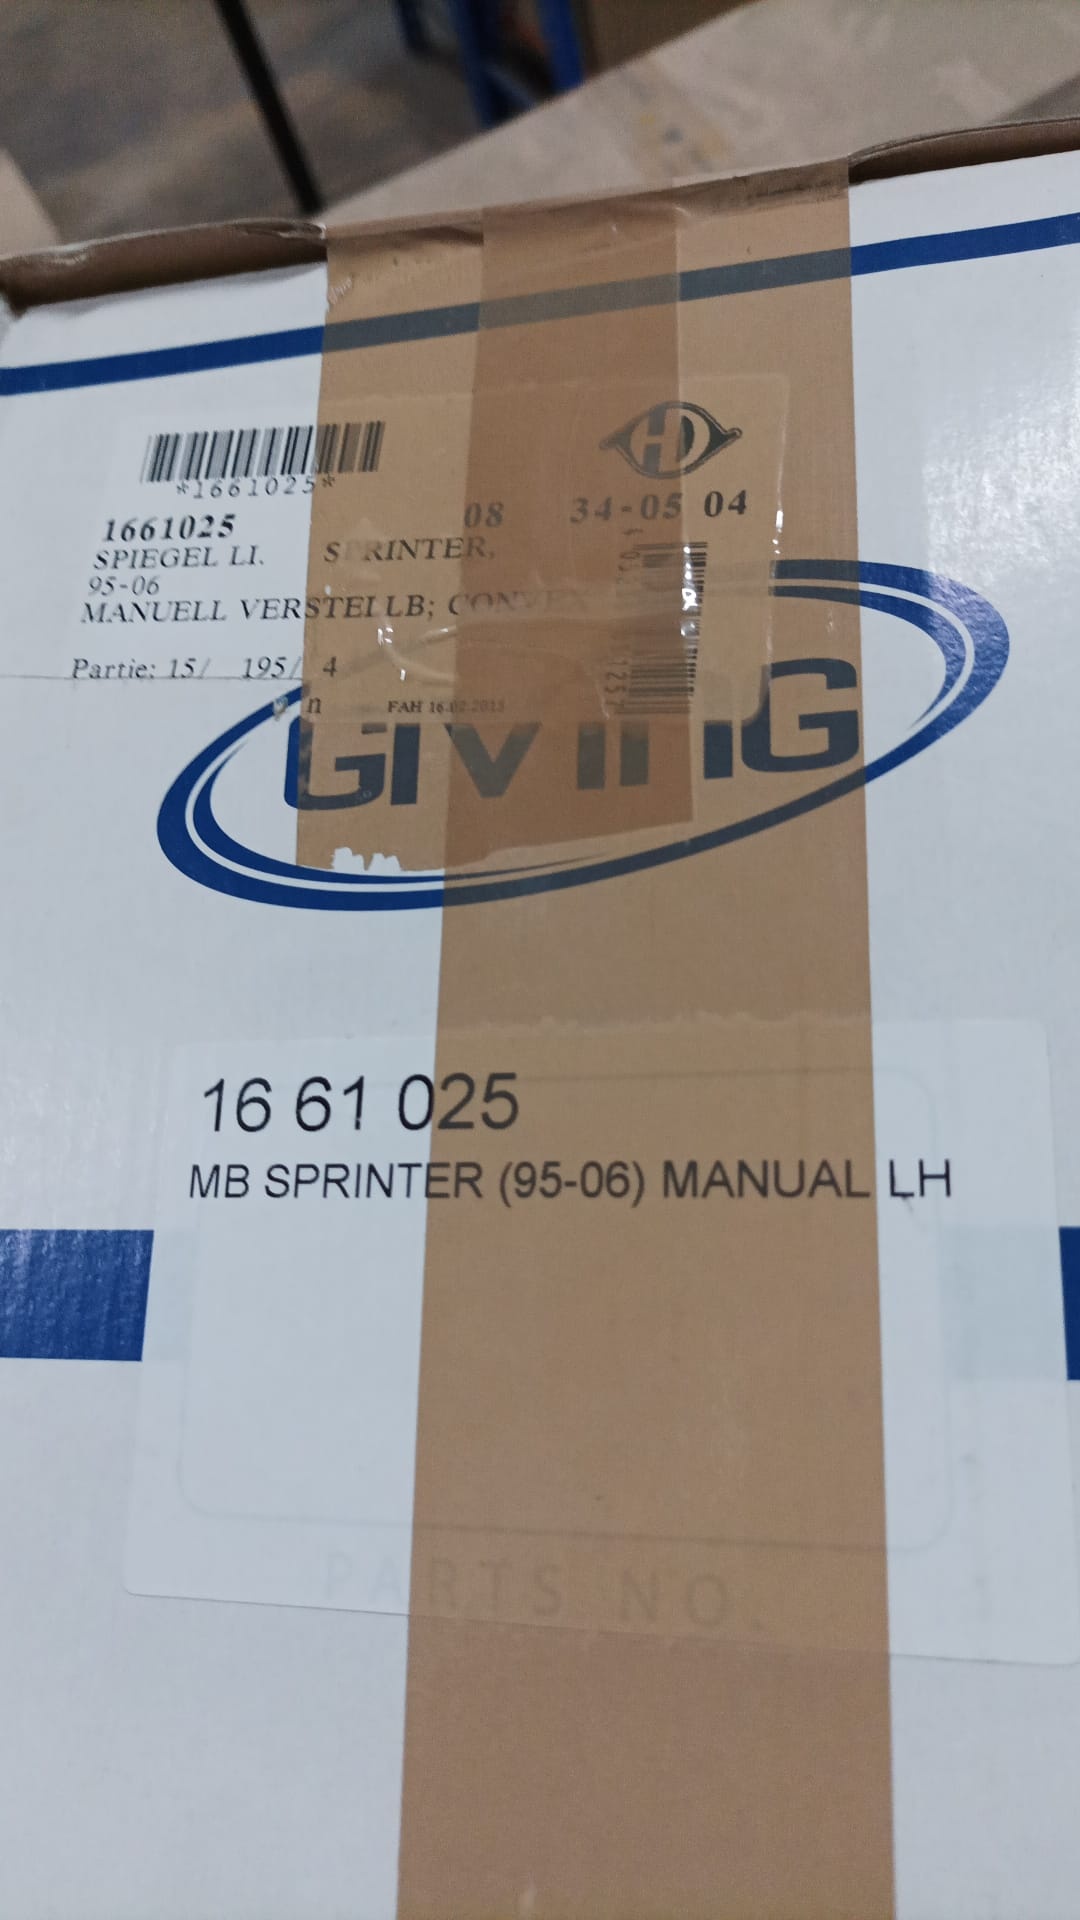 *1661025*
1661025 08 34-05 04
SPIEGEL LI. SPRINTER,
95-06
MANUELL VERSTELLB; CONVEX
Partie: 15/ 195/ 4
n FAH 16.02.2015
GIVING
16 61 025
MB SPRINTER (95-06) MANUAL LH
PARTS NO.